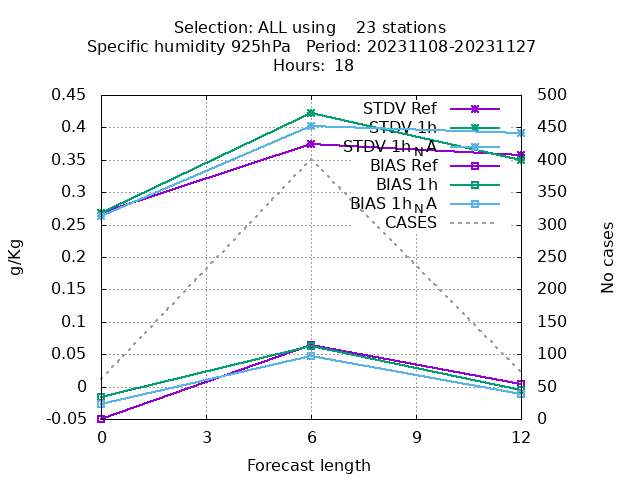 Selection: ALL using    23 stations
Specific humidity 925hPa   Period: 20231108-20231127
Hours: 18
0.45
0.4
0.35
0.3
0.25
0.2
0.15
0.1
0.05
0
-0.05
500
450
400
350
300
250
200
150
100
50
0
STDV Ref
STDV 1h
STDV 1h_NA
BIAS Ref
BIAS 1h
BIAS 1h_NA
CASES
g/Kg
No cases
0 3 6 9 12
Forecast length